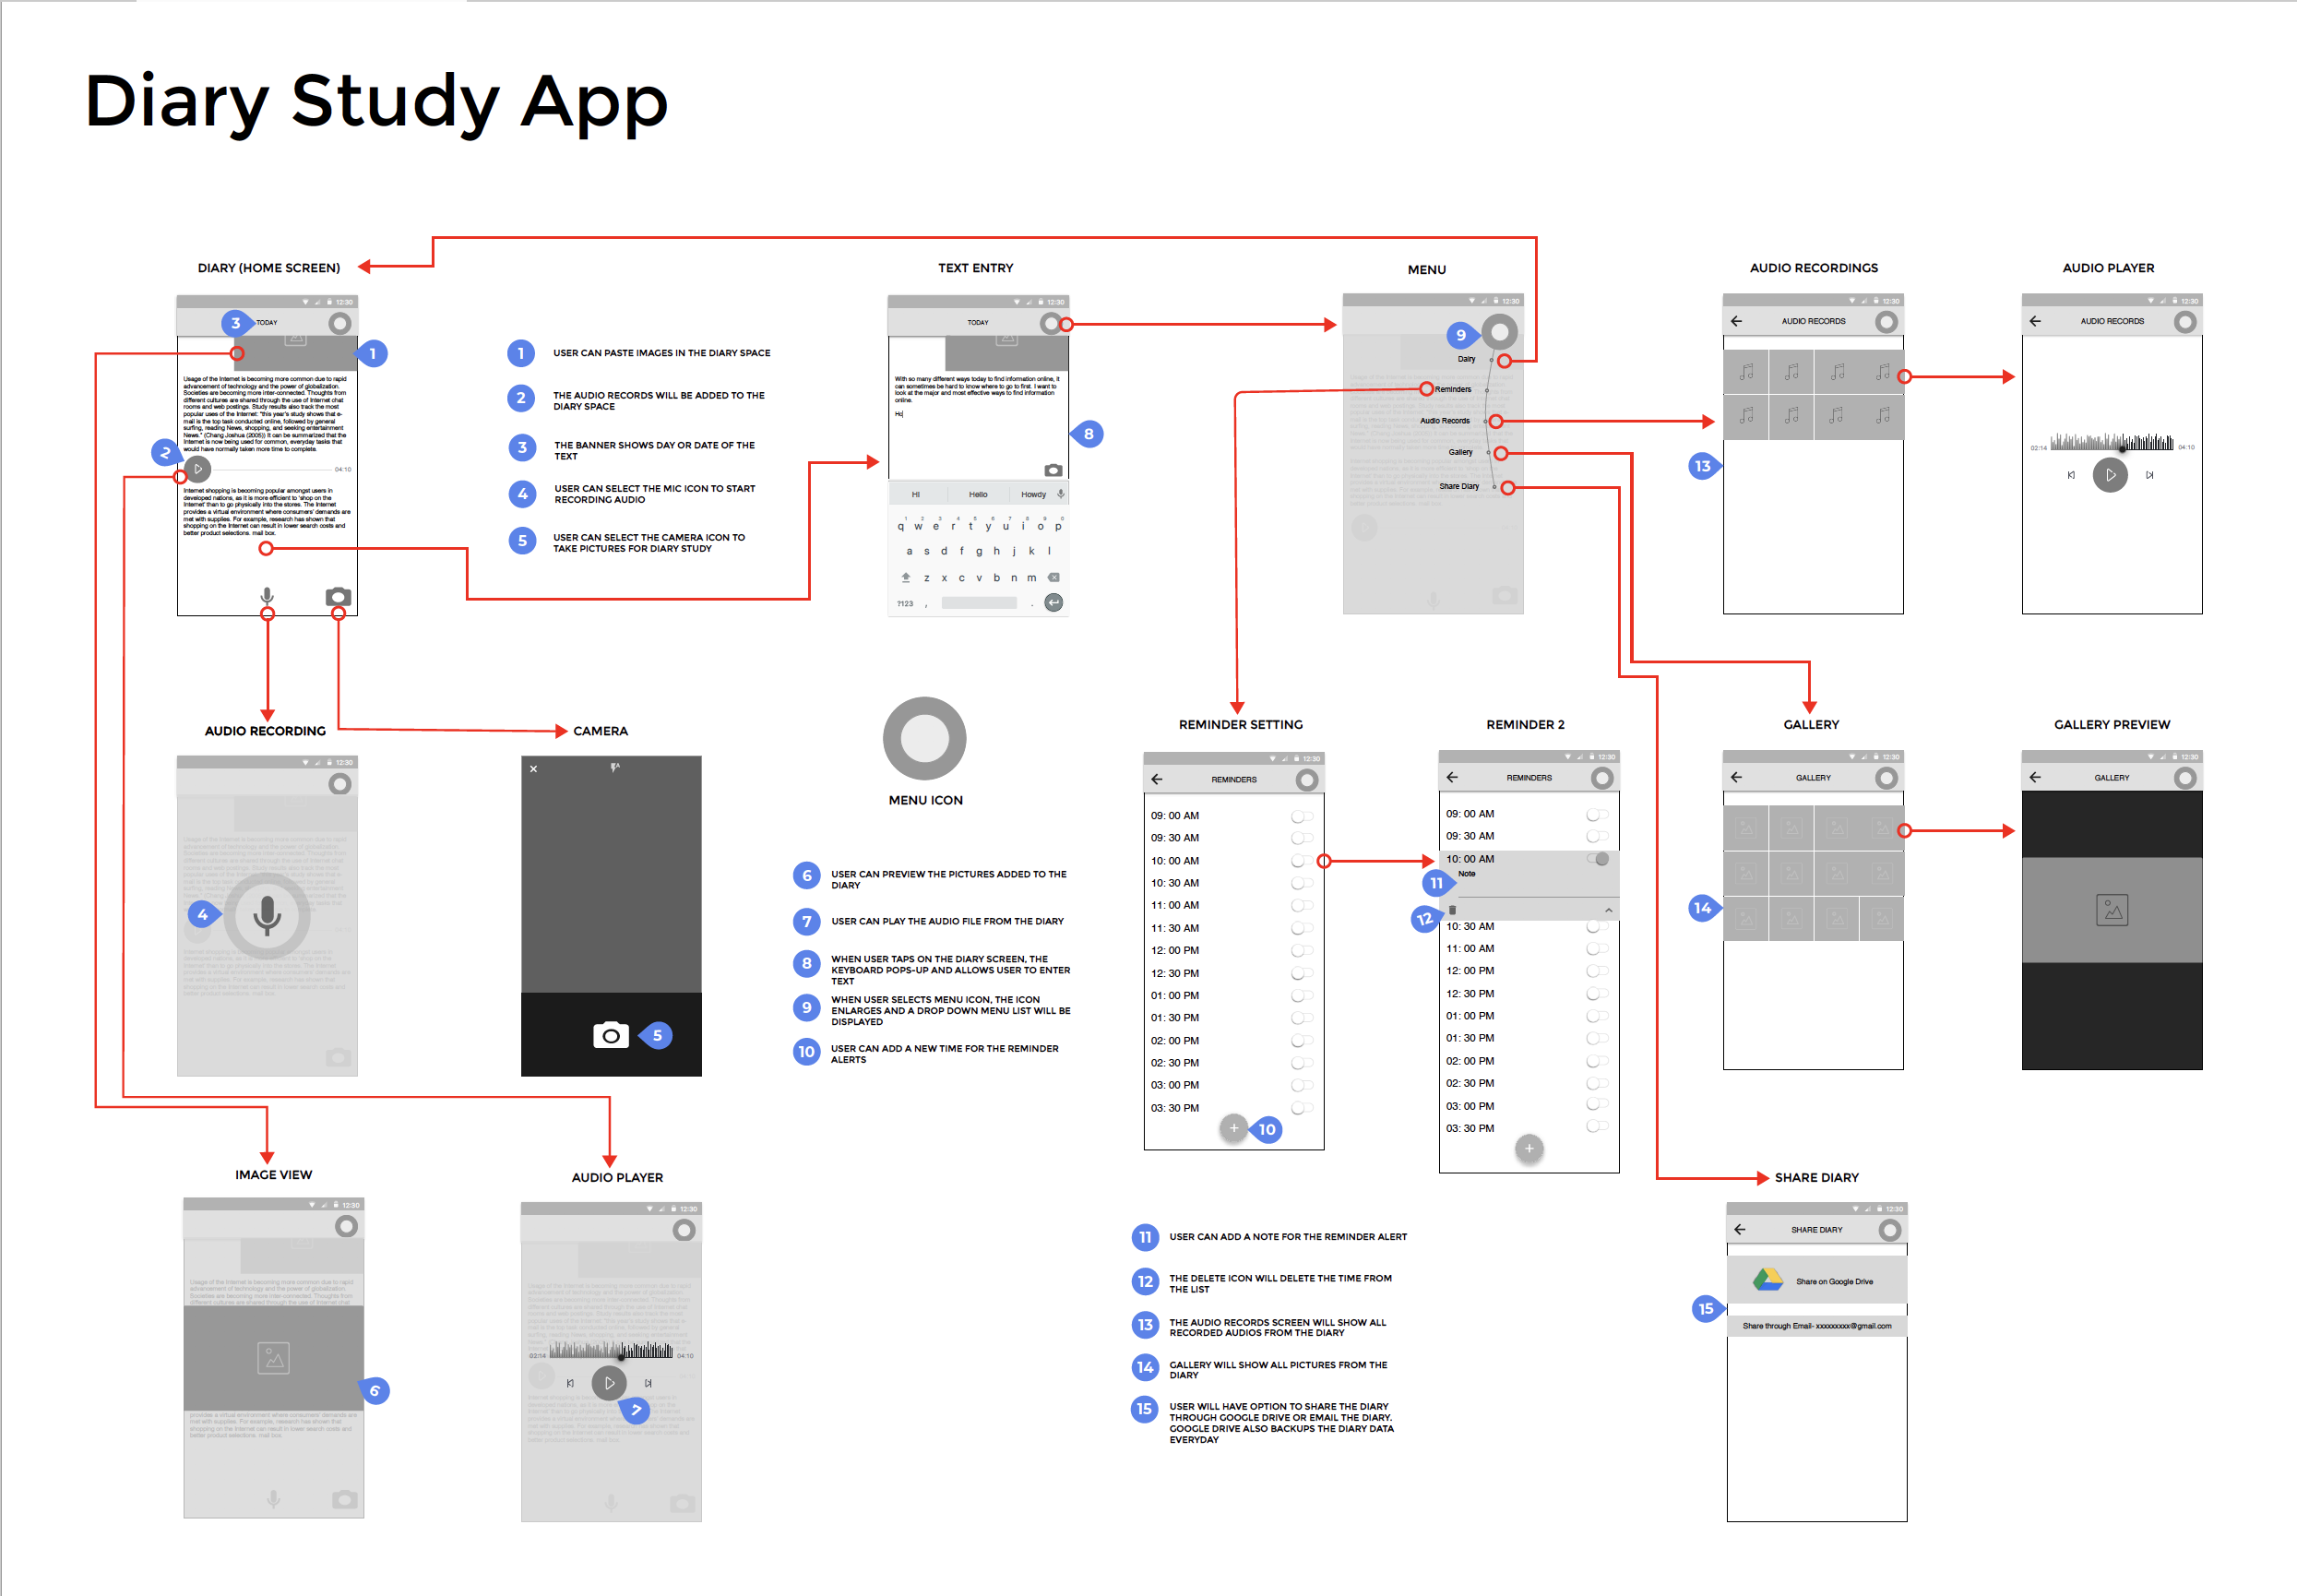 Diary Study App
DIARY (HOME SCREEN)
12:30
3
TODAY
1
Usage of the Internet is becoming more common due to rapid
advancement of technology and the power of globalization.
Societies are becoming more inter-connected. Thoughts from
different cultures are shared through the use of Internet chat
rooms and web postings. Study results also track the most
popular uses of the Internet: "this year's study shows that e-
mail is the top task conducted online, followed by general
surfing, reading News, shopping, and seeking entertainment
News." (Chang Joshua (2005)) It can be summarized that the
Internet is now being used for common, everyday tasks that
would have normally taken more time to complete.
2
04:10
Internet shopping is becoming popular amongst users in
developed nations, as it is more efficient to 'shop on the
Internet' than to go physically into the stores. The Internet
provides a virtual environment where consumers' demands are
met with supplies. For example, research has shown that
shopping on the Internet can result in lower search costs and
better product selections. mail box.
1
USER CAN PASTE IMAGES IN THE DIARY SPACE
2
THE AUDIO RECORDS WILL BE ADDED TO THE
DIARY SPACE
3
THE BANNER SHOWS DAY OR DATE OF THE
TEXT
4
USER CAN SELECT THE MIC ICON TO START
RECORDING AUDIO
5
USER CAN SELECT THE CAMERA ICON TO
TAKE PICTURES FOR DIARY STUDY
TEXT ENTRY
12:30
TODAY
With so many different ways today to find information online, it
can sometimes be hard to know where to go to first. I want to
look at the major and most effective ways to find information
online.
Hc
8
HI Hello Howdy
1 2 3 4 5 6 7 8 9 0
q w e r t y u i o p
a s d f g h j k l
z x c v b n m
?123 , .
MENU
12:30
9
Dairy
Reminders
Audio Records
Gallery
Share Diary
AUDIO RECORDINGS
12:30
AUDIO RECORDS
13
AUDIO PLAYER
12:30
AUDIO RECORDS
02:14 04:10
AUDIO RECORDING
12:30
4
CAMERA
5
MENU ICON
6
USER CAN PREVIEW THE PICTURES ADDED TO THE
DIARY
7
USER CAN PLAY THE AUDIO FILE FROM THE DIARY
8
WHEN USER TAPS ON THE DIARY SCREEN, THE
KEYBOARD POPS-UP AND ALLOWS USER TO ENTER
TEXT
9
WHEN USER SELECTS MENU ICON, THE ICON
ENLARGES AND A DROP DOWN MENU LIST WILL BE
DISPLAYED
10
USER CAN ADD A NEW TIME FOR THE REMINDER
ALERTS
REMINDER SETTING
12:30
REMINDERS
09: 00 AM
09: 30 AM
10: 00 AM
10: 30 AM
11: 00 AM
11: 30 AM
12: 00 PM
12: 30 PM
01: 00 PM
01: 30 PM
02: 00 PM
02: 30 PM
03: 00 PM
03: 30 PM
10
REMINDER 2
12:30
REMINDERS
09: 00 AM
09: 30 AM
10: 00 AM
Note
11
12
10: 30 AM
11: 00 AM
12: 00 PM
12: 30 PM
01: 00 PM
01: 30 PM
02: 00 PM
02: 30 PM
03: 00 PM
03: 30 PM
GALLERY
12:30
GALLERY
14
GALLERY PREVIEW
12:30
GALLERY
IMAGE VIEW
12:30
Usage of the Internet is becoming more common due to rapid
advancement of technology and the power of globalization.
Societies are becoming more inter-connected. Thoughts from
different cultures are shared through the use of Internet chat
6
provides a virtual environment where consumers' demands are
met with supplies. For example, research has shown that
shopping on the Internet can result in lower search costs and
better product selections. mail box.
AUDIO PLAYER
12:30
02:14 04:10
7
11
USER CAN ADD A NOTE FOR THE REMINDER ALERT
12
THE DELETE ICON WILL DELETE THE TIME FROM
THE LIST
13
THE AUDIO RECORDS SCREEN WILL SHOW ALL
RECORDED AUDIOS FROM THE DIARY
14
GALLERY WILL SHOW ALL PICTURES FROM THE
DIARY
15
USER WILL HAVE OPTION TO SHARE THE DIARY
THROUGH GOOGLE DRIVE OR EMAIL THE DIARY.
GOOGLE DRIVE ALSO BACKUPS THE DIARY DATA
EVERYDAY
SHARE DIARY
12:30
SHARE DIARY
Share on Google Drive
15
Share through Email- xxxxxxxxx@gmail.com